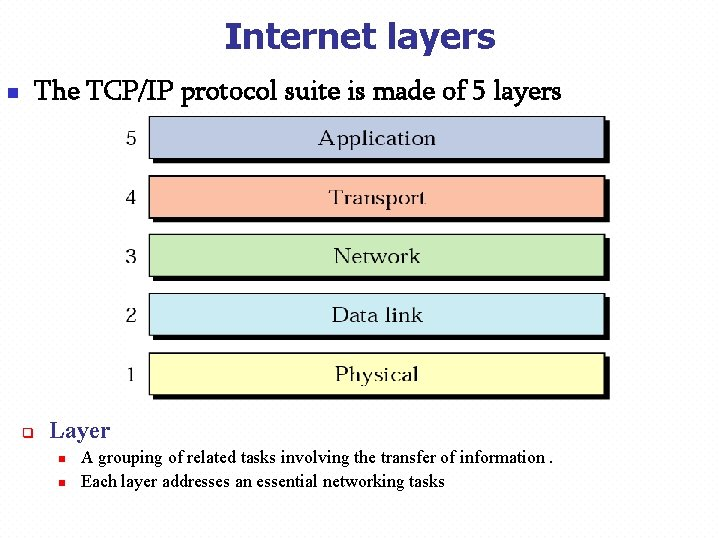 Internet layers
The TCP/IP protocol suite is made of 5 layers
5 Application
4 Transport
3 Network
2 Data link
1 Physical
Layer
A grouping of related tasks involving the transfer of information .
Each layer addresses an essential networking tasks